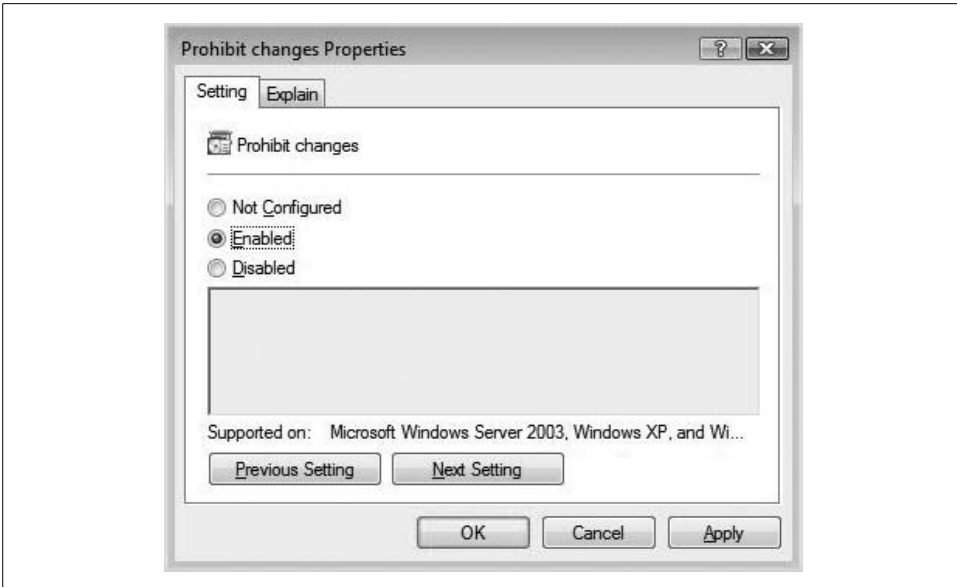 Prohibit changes Properties
Setting Explain
Prohibit changes
Not Configured
Enabled
Disabled
Supported on: Microsoft Windows Server 2003, Windows XP, and Wi...
Previous Setting Next Setting
OK Cancel Apply